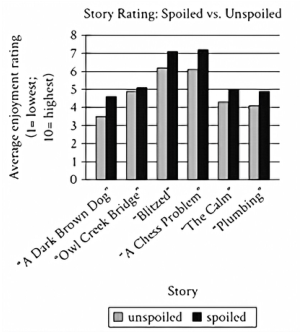 Story Rating: Spoiled vs. Unspoiled
Average enjoyment rating
(1= lowest;
10= highest)
8
7
6
5
4
3
2
1
0
"A Dark Brown Dog"
"Owl Creek Bridge"
"Blitzed"
"A Chess Problem"
"The Calm"
"Plumbing"
Story
unspoiled spoiled